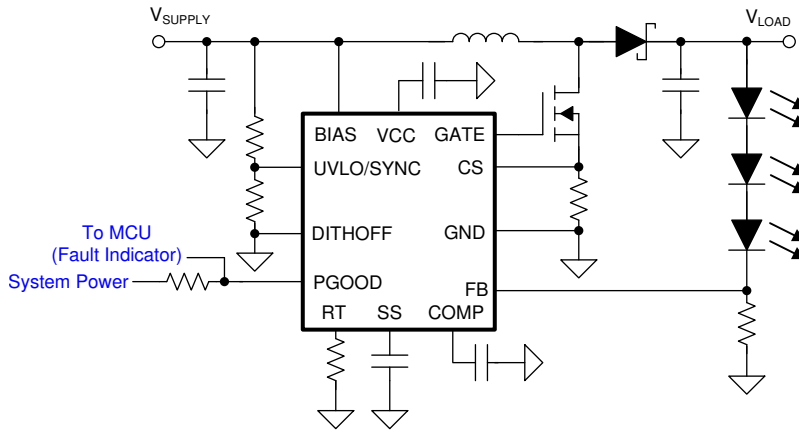 VSUPPLY
VLOAD
BIAS VCC GATE
UVLO/SYNC CS
DITHOFF GND
To MCU
(Fault Indicator)
System Power
PGOOD FB
RT SS COMP